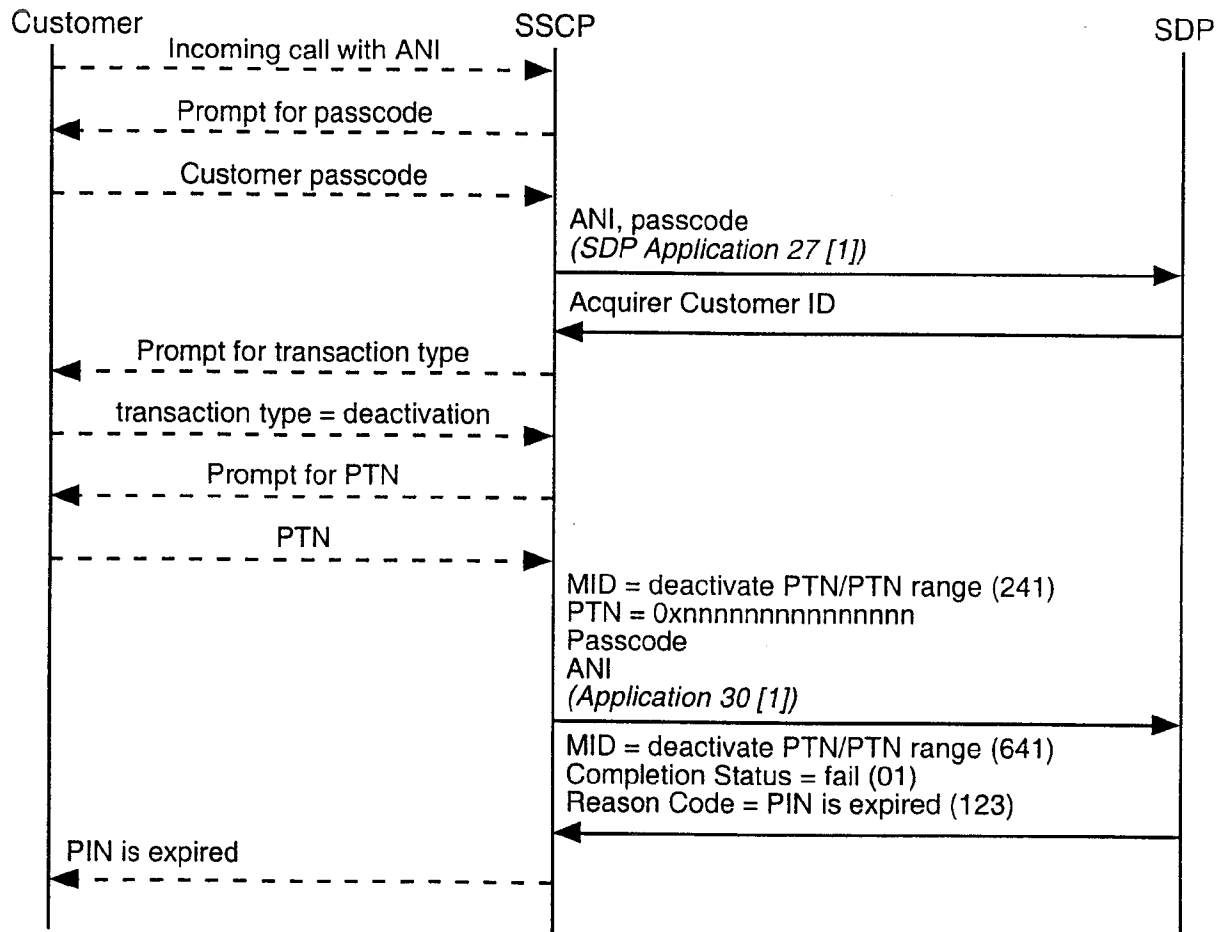 Customer
SSCP
SDP
Incoming call with ANI
Prompt for passcode
Customer passcode
ANI, passcode
(SDP Application 27 [1])
Acquirer Customer ID
Prompt for transaction type
transaction type = deactivation
Prompt for PTN
PTN
MID = deactivate PTN/PTN range (241)
PTN = 0xnnnnnnnnnnnnnnnn
Passcode
ANI
(Application 30 [1])
MID = deactivate PTN/PTN range (641)
Completion Status = fail (01)
Reason Code = PIN is expired (123)
PIN is expired